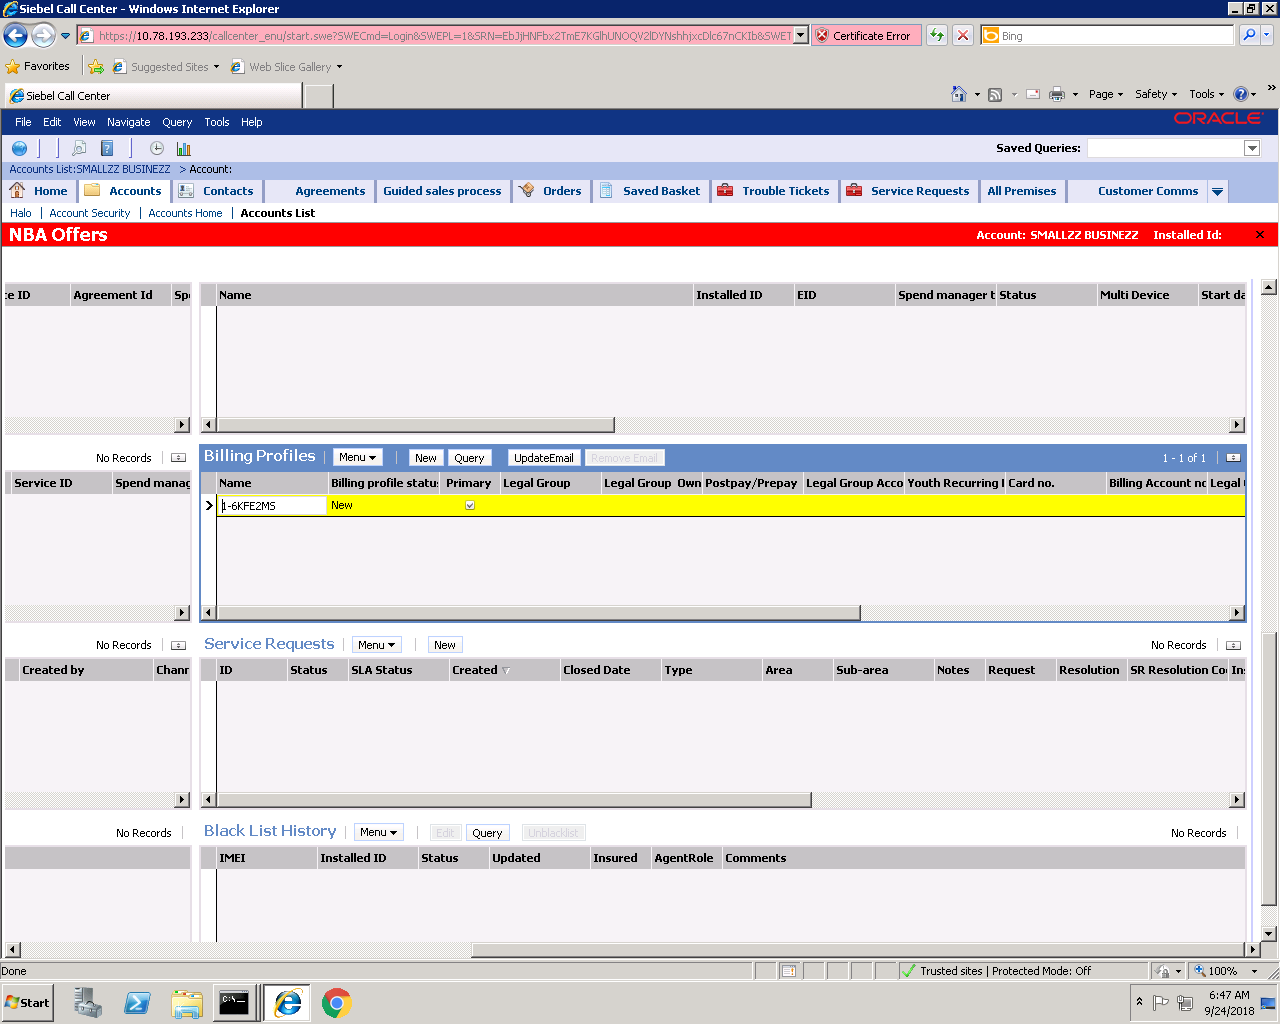 Siebel Call Center - Windows Internet Explorer
https://10.78.193.233/callcenter_enu/start.swe?SWECmd=Login&SWEPL=1&SRN= Certificate Error Bing
Favorites Suggested Sites Web Slice Gallery
Siebel Call Center Page Safety Tools
File Edit View Navigate Query Tools Help ORACLE
Saved Queries:
Accounts List:SMALLZZ BUSINEZZ > Account:
Home Accounts Contacts Agreements Guided sales process Orders Saved Basket Trouble Tickets Service Requests All Premises Customer Comms
Halo | Account Security | Accounts Home | Accounts List
NBA Offers Account: SMALLZZ BUSINEZZ Installed Id:
ce ID Agreement Id Spe Name Installed ID EID Spend manager t Status Multi Device Start da
No Records Billing Profiles Menu New Query UpdateEmail Remove Email 1 - 1 of 1
Service ID Spend manag Name Billing profile statu Primary Legal Group Legal Group Own Postpay/Prepay Legal Group Acco Youth Recurring Card no. Billing Account no Legal
1-6KFE2MS New
No Records Service Requests Menu New No Records
Created by Chann ID Status SLA Status Created Closed Date Type Area Sub-area Notes Request Resolution SR Resolution Co Ins
No Records Black List History Menu Edit Query Unblacklist No Records
IMEI Installed ID Status Updated Insured AgentRole Comments
Done Trusted sites | Protected Mode: Off 100%
Start 6:47 AM
9/24/2018